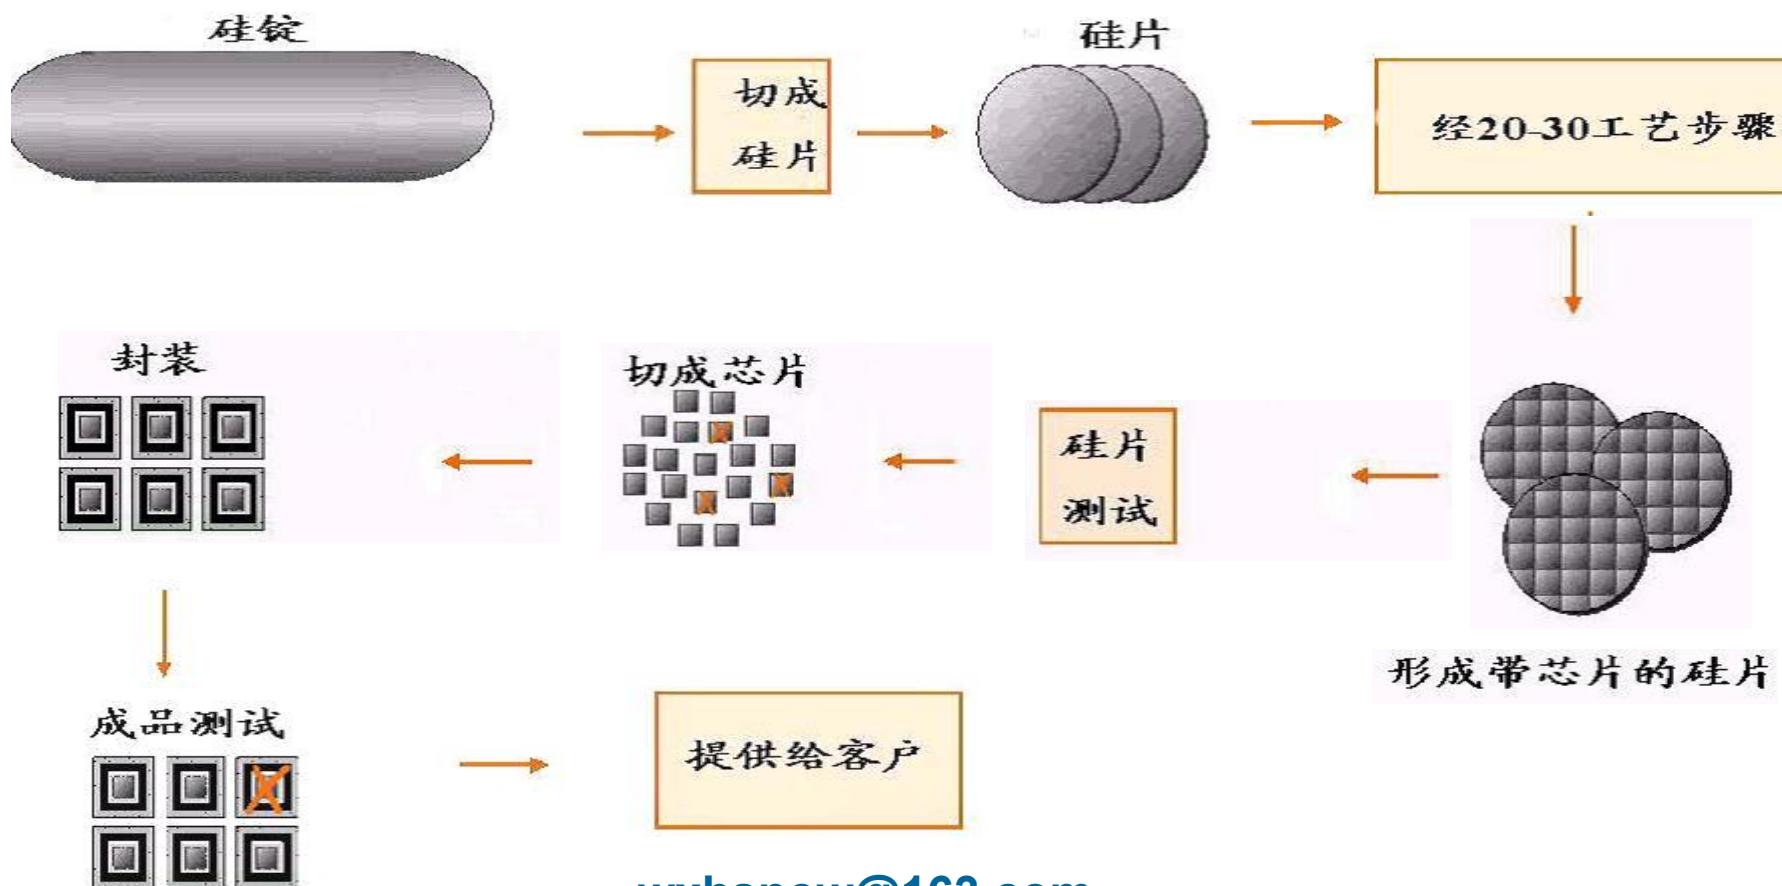 硅锭
切成
硅片
硅片
经20-30工艺步骤
封装
切成芯片
硅片
测试
形成带芯片的硅片
成品测试
提供给客户